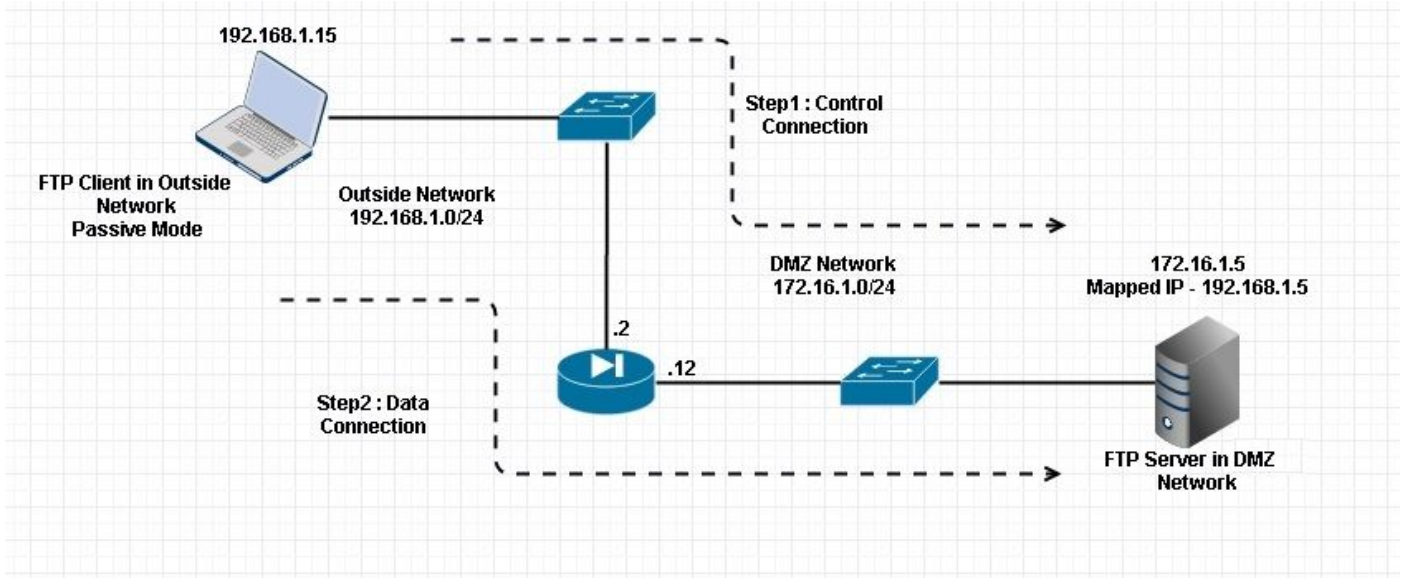 192.168.1.15
Step1 : Control
Connection
FTP Client in Outside
Network
Passive Mode
Outside Network
192.168.1.0/24
DMZ Network
172.16.1.0/24
172.16.1.5
Mapped IP - 192.168.1.5
.2
.12
Step2 : Data
Connection
FTP Server in DMZ
Network